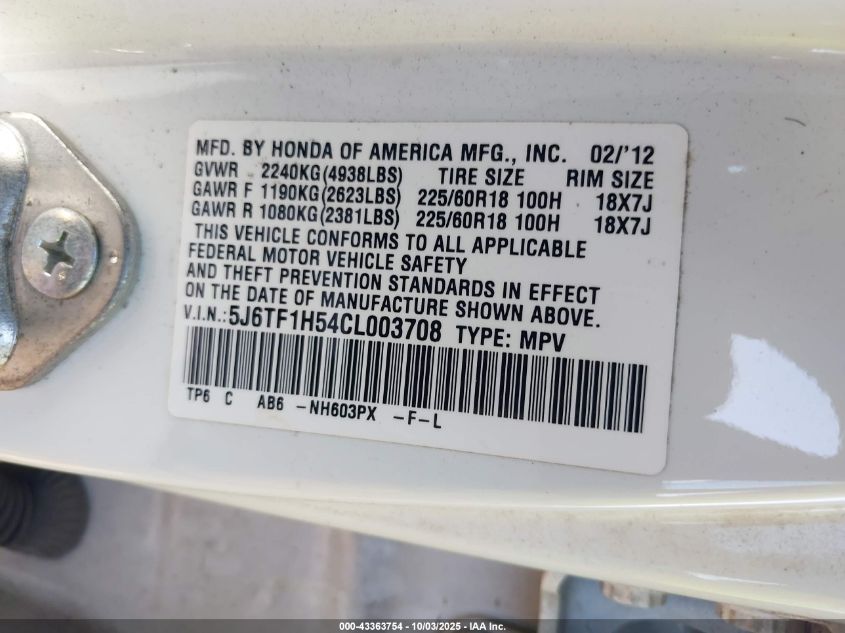 MFD. BY HONDA OF AMERICA MFG., INC. 02/'12
GVWR 2240KG(4938LBS) TIRE SIZE RIM SIZE
GAWR F 1190KG(2623LBS) 225/60R18 100H 18X7J
GAWR R 1080KG(2381LBS) 225/60R18 100H 18X7J
THIS VEHICLE CONFORMS TO ALL APPLICABLE
FEDERAL MOTOR VEHICLE SAFETY
AND THEFT PREVENTION STANDARDS IN EFFECT
ON THE DATE OF MANUFACTURE SHOWN ABOVE.
V.I.N.:5J6TF1H54CL003708 TYPE: MPV
TP6 C AB6 -NH603PX -F-L
000-43363754 - 10/03/2025 - IAA Inc.